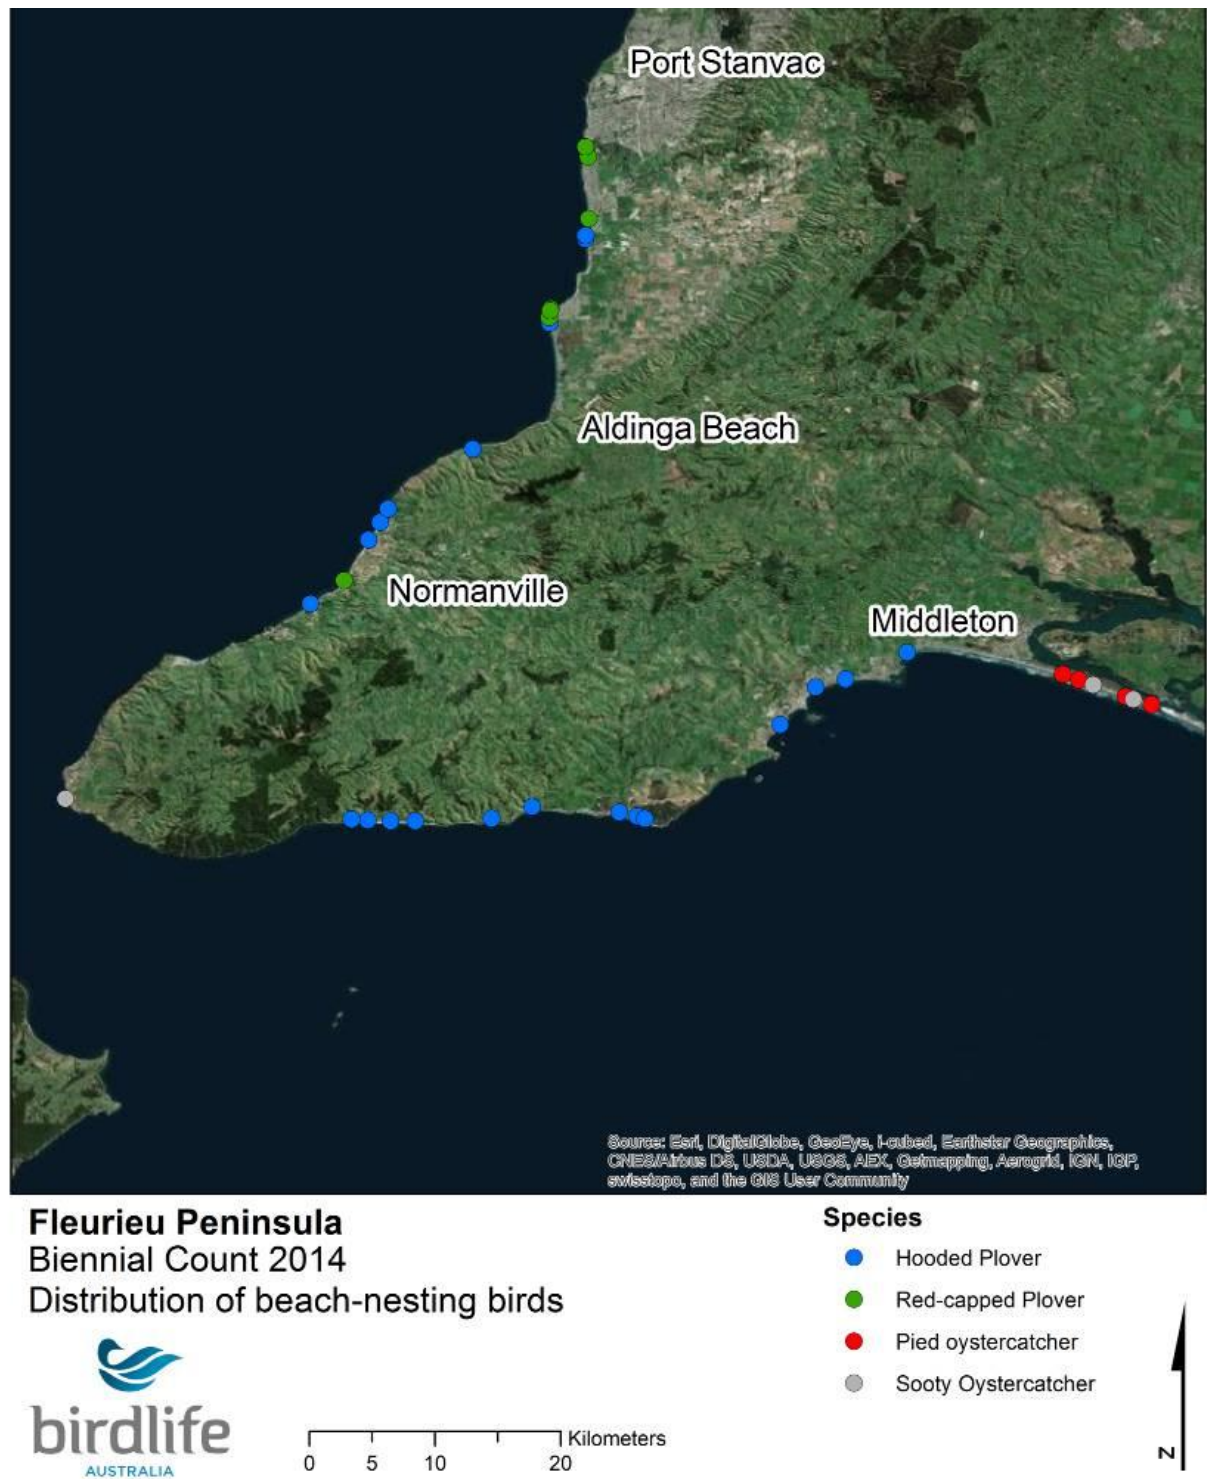 Port Stanvac
Aldinga Beach
Normanville
Middleton
Source: Esri, DigitalGlobe, GeoEye, i-cubed, Earthstar Geographics,
CNES/Airbus DS, USDA, USGS, AEX, Getmapping, Aerogrid, IGN, IGP,
swisstopo, and the GIS User Community
Fleurieu Peninsula
Biennial Count 2014
Distribution of beach-nesting birds
birdlife
AUSTRALIA
0 5 10 20
Kilometers
Species
Hooded Plover
Red-capped Plover
Pied oystercatcher
Sooty Oystercatcher
N